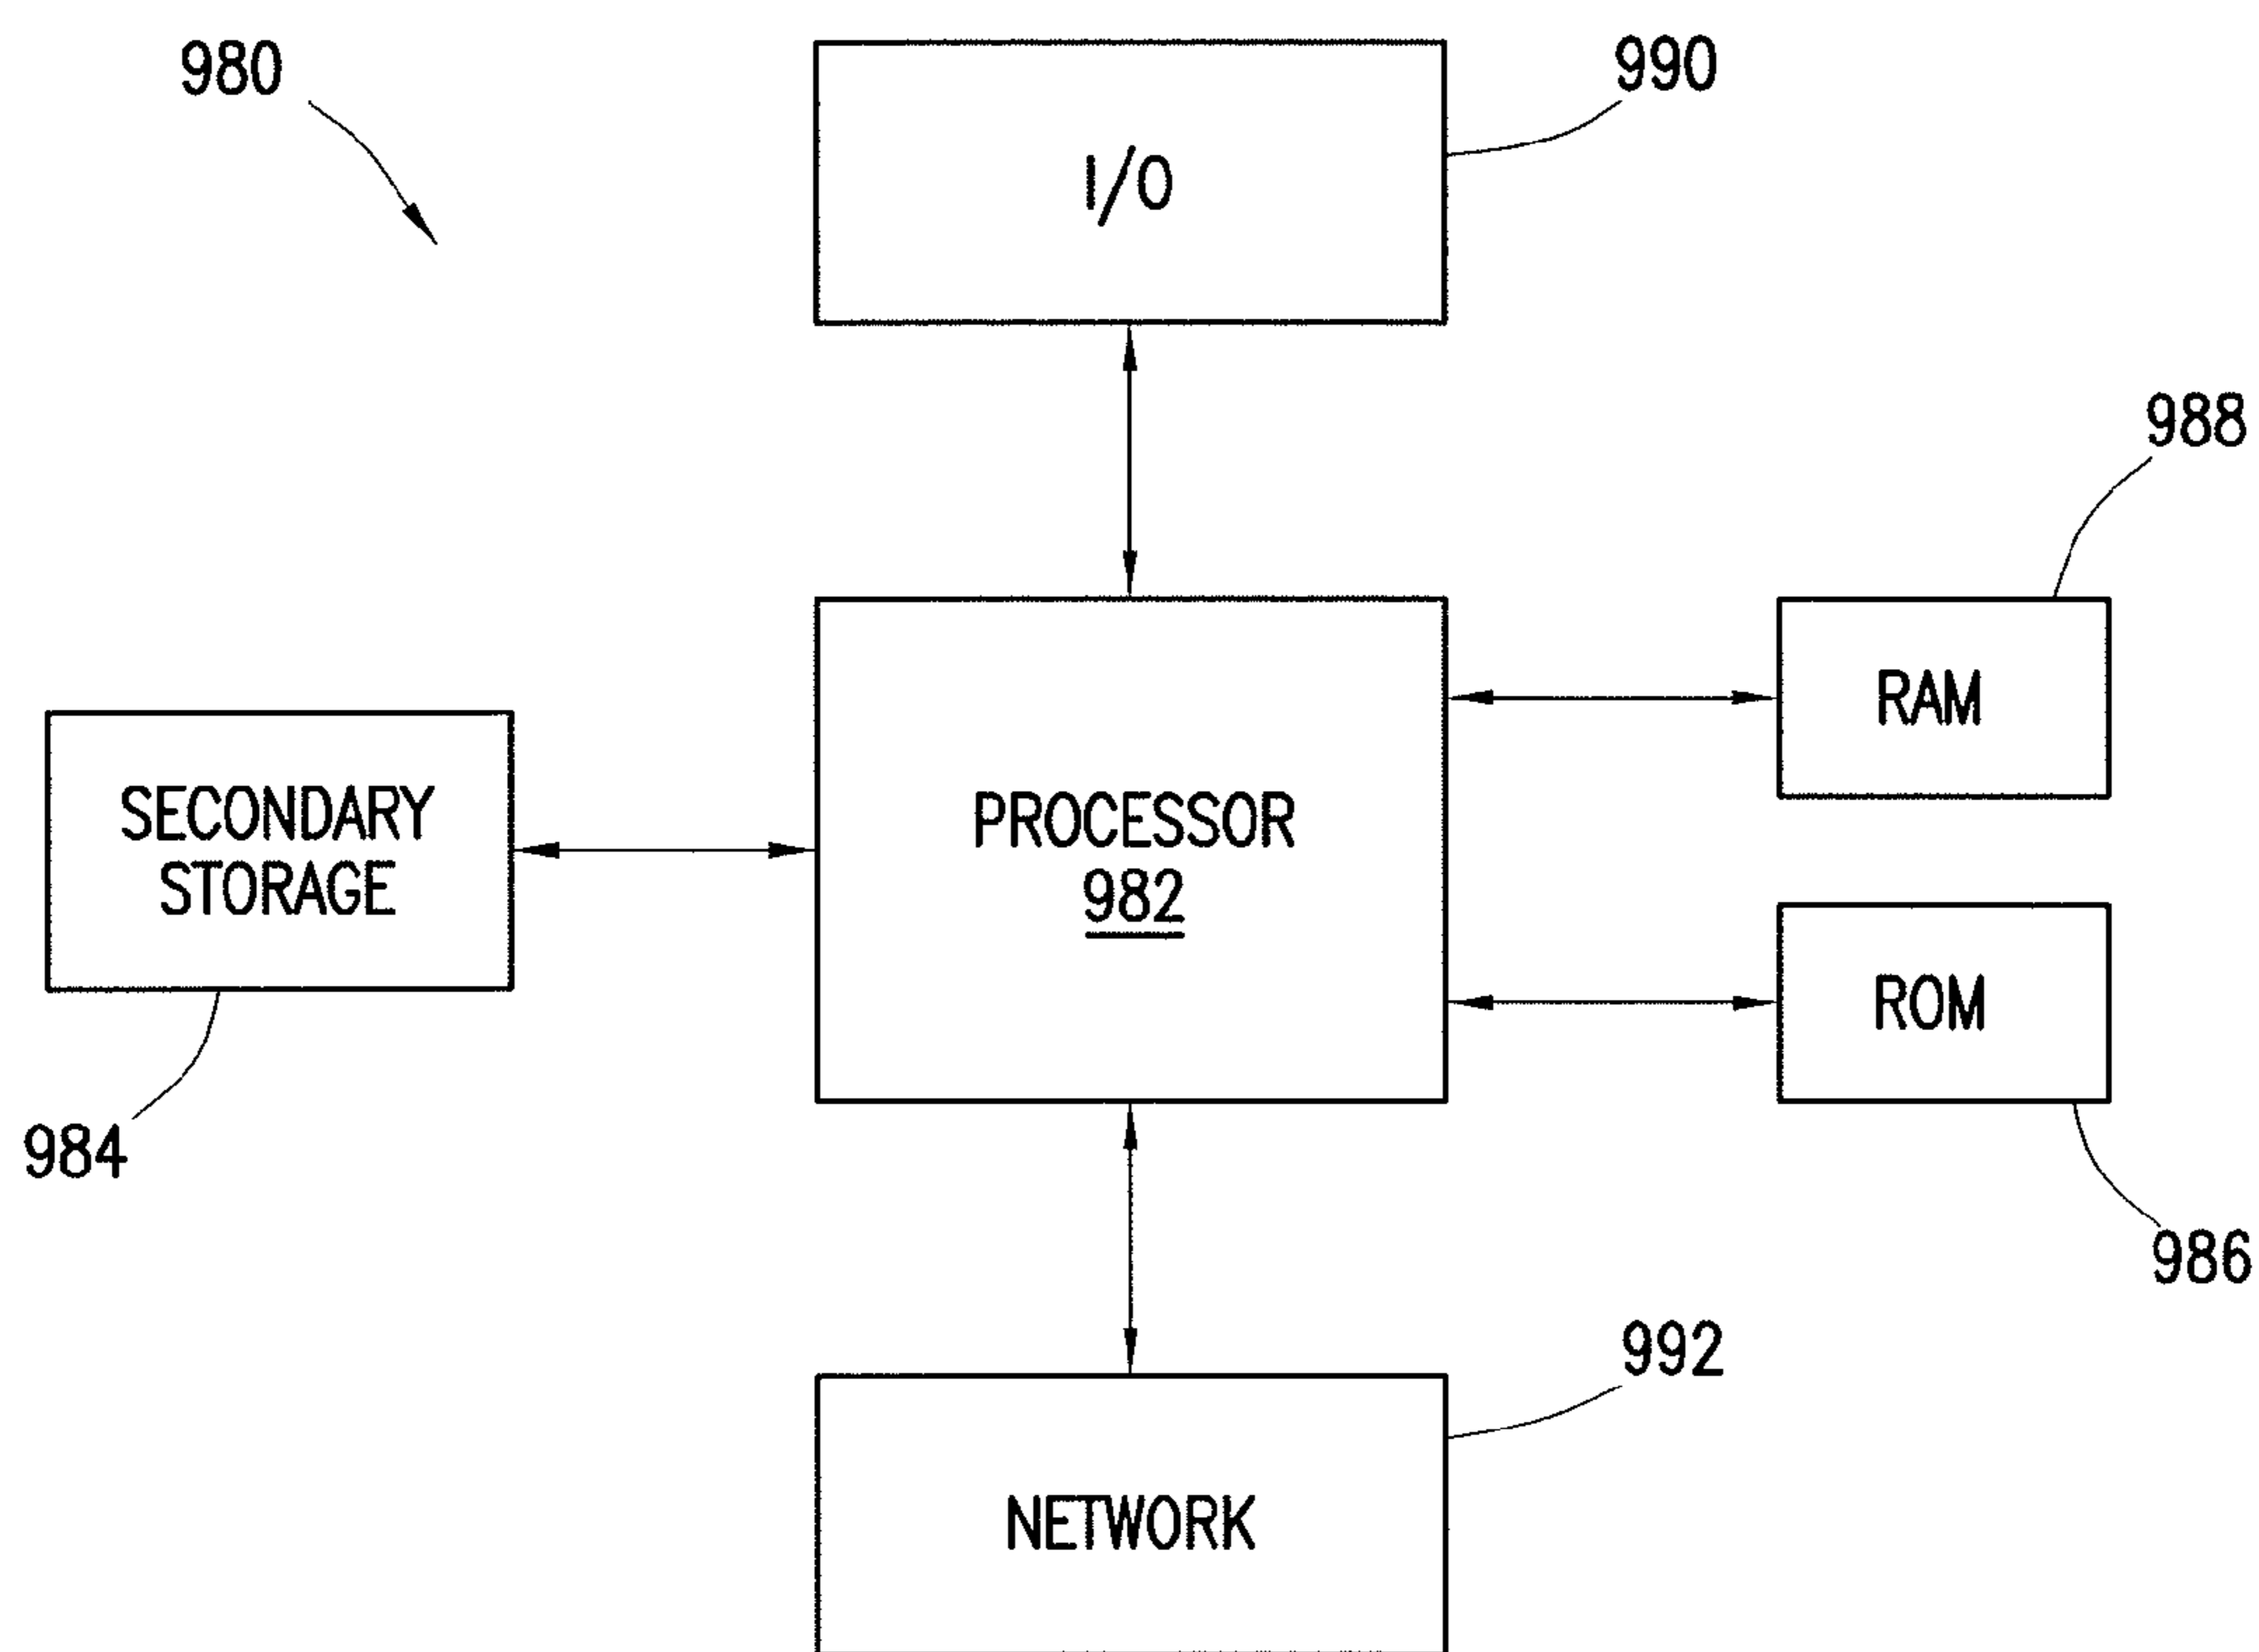 980
990
I/O
988
RAM
SECONDARY
STORAGE
PROCESSOR
982
ROM
984
986
992
NETWORK